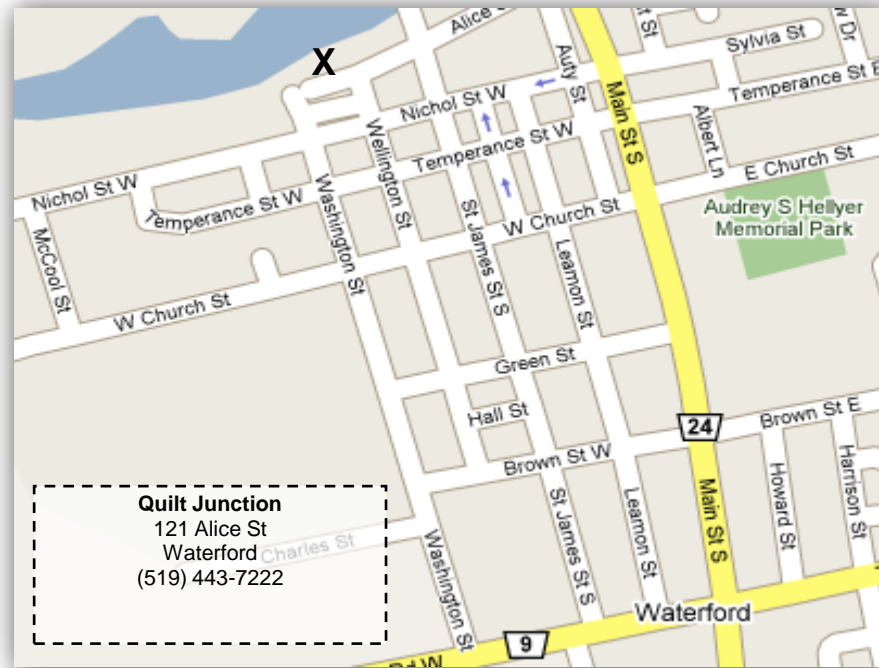 Alice
X
Auty St
St
w Dr
Sylvia St
Main St S
Nichol St W
Temperance St E
Wellington St
Temperance St W
Albert Ln
E Church St
Nichol St W
Washington St
Temperance St W
St James St S
W Church St
Audrey S Hellyer
Memorial Park
McCool St
Leamon St
W Church St
Green St
Hall St
24
Brown St E
Brown St W
Howard St
Harrison St
Quilt Junction
121 Alice St
Waterford
(519) 443-7222
Charles St
Washington St
St James St S
Leamon St
Main St S
Waterford
9
Rd W